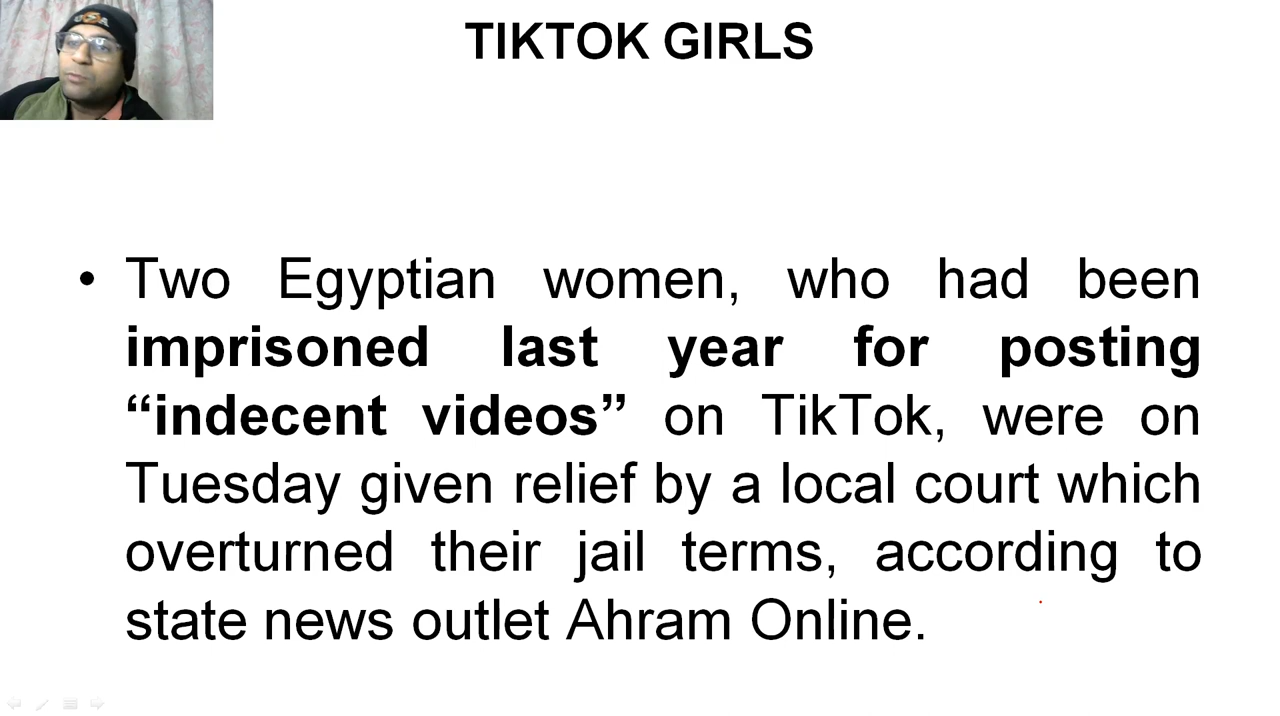 TIKTOK GIRLS
• Two Egyptian women, who had been
imprisoned last year for posting
“indecent videos” on TikTok, were on
Tuesday given relief by a local court which
overturned their jail terms, according to
state news outlet Ahram Online.